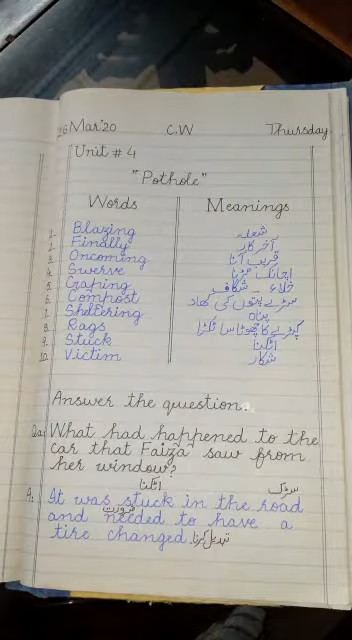 26 Mar'20 C.W Thursday
Unit # 4
"Pothole"
Words Meanings
1. Blazing شعلہ
2. Finally آخر کار
3. Oncoming قریب آنا
4. Swerve اچانک مڑنا
5. Gaping خلاء - شگاف
6. Compost سڑے پتوں کی کھاد
7. Sheltering پناہ
8. Rags کپڑے کا چھوٹا سا ٹکڑا
9. Stuck اٹکنا
10. Victim شکار
Answer the question.
Q.1: What had happened to the
car that Faiza saw from
her window?
اٹکنا سڑک
A: It was stuck in the road
ضرورت
and needed to have a
tire changed. تبدیل کرنا